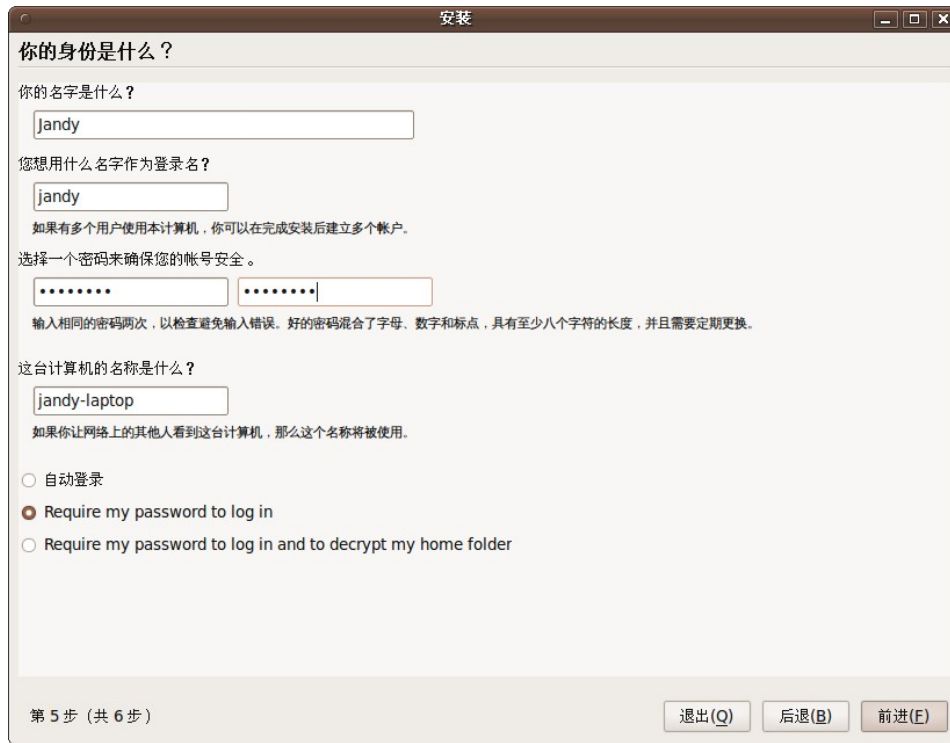 安装
你的身份是什么？
你的名字是什么？
Jandy
您想用什么名字作为登录名？
jandy
如果有多个用户使用本计算机，你可以在完成安装后建立多个帐户。
选择一个密码来确保您的帐号安全。
•••••••• ••••••••
输入相同的密码两次，以检查避免输入错误。好的密码混合了字母、数字和标点，具有至少八个字符的长度，并且需要定期更换。
这台计算机的名称是什么？
jandy-laptop
如果你让网络上的其他人看到这台计算机，那么这个名称将被使用。
自动登录
Require my password to log in
Require my password to log in and to decrypt my home folder
第 5 步 (共 6 步) 退出(Q) 后退(B) 前进(F)